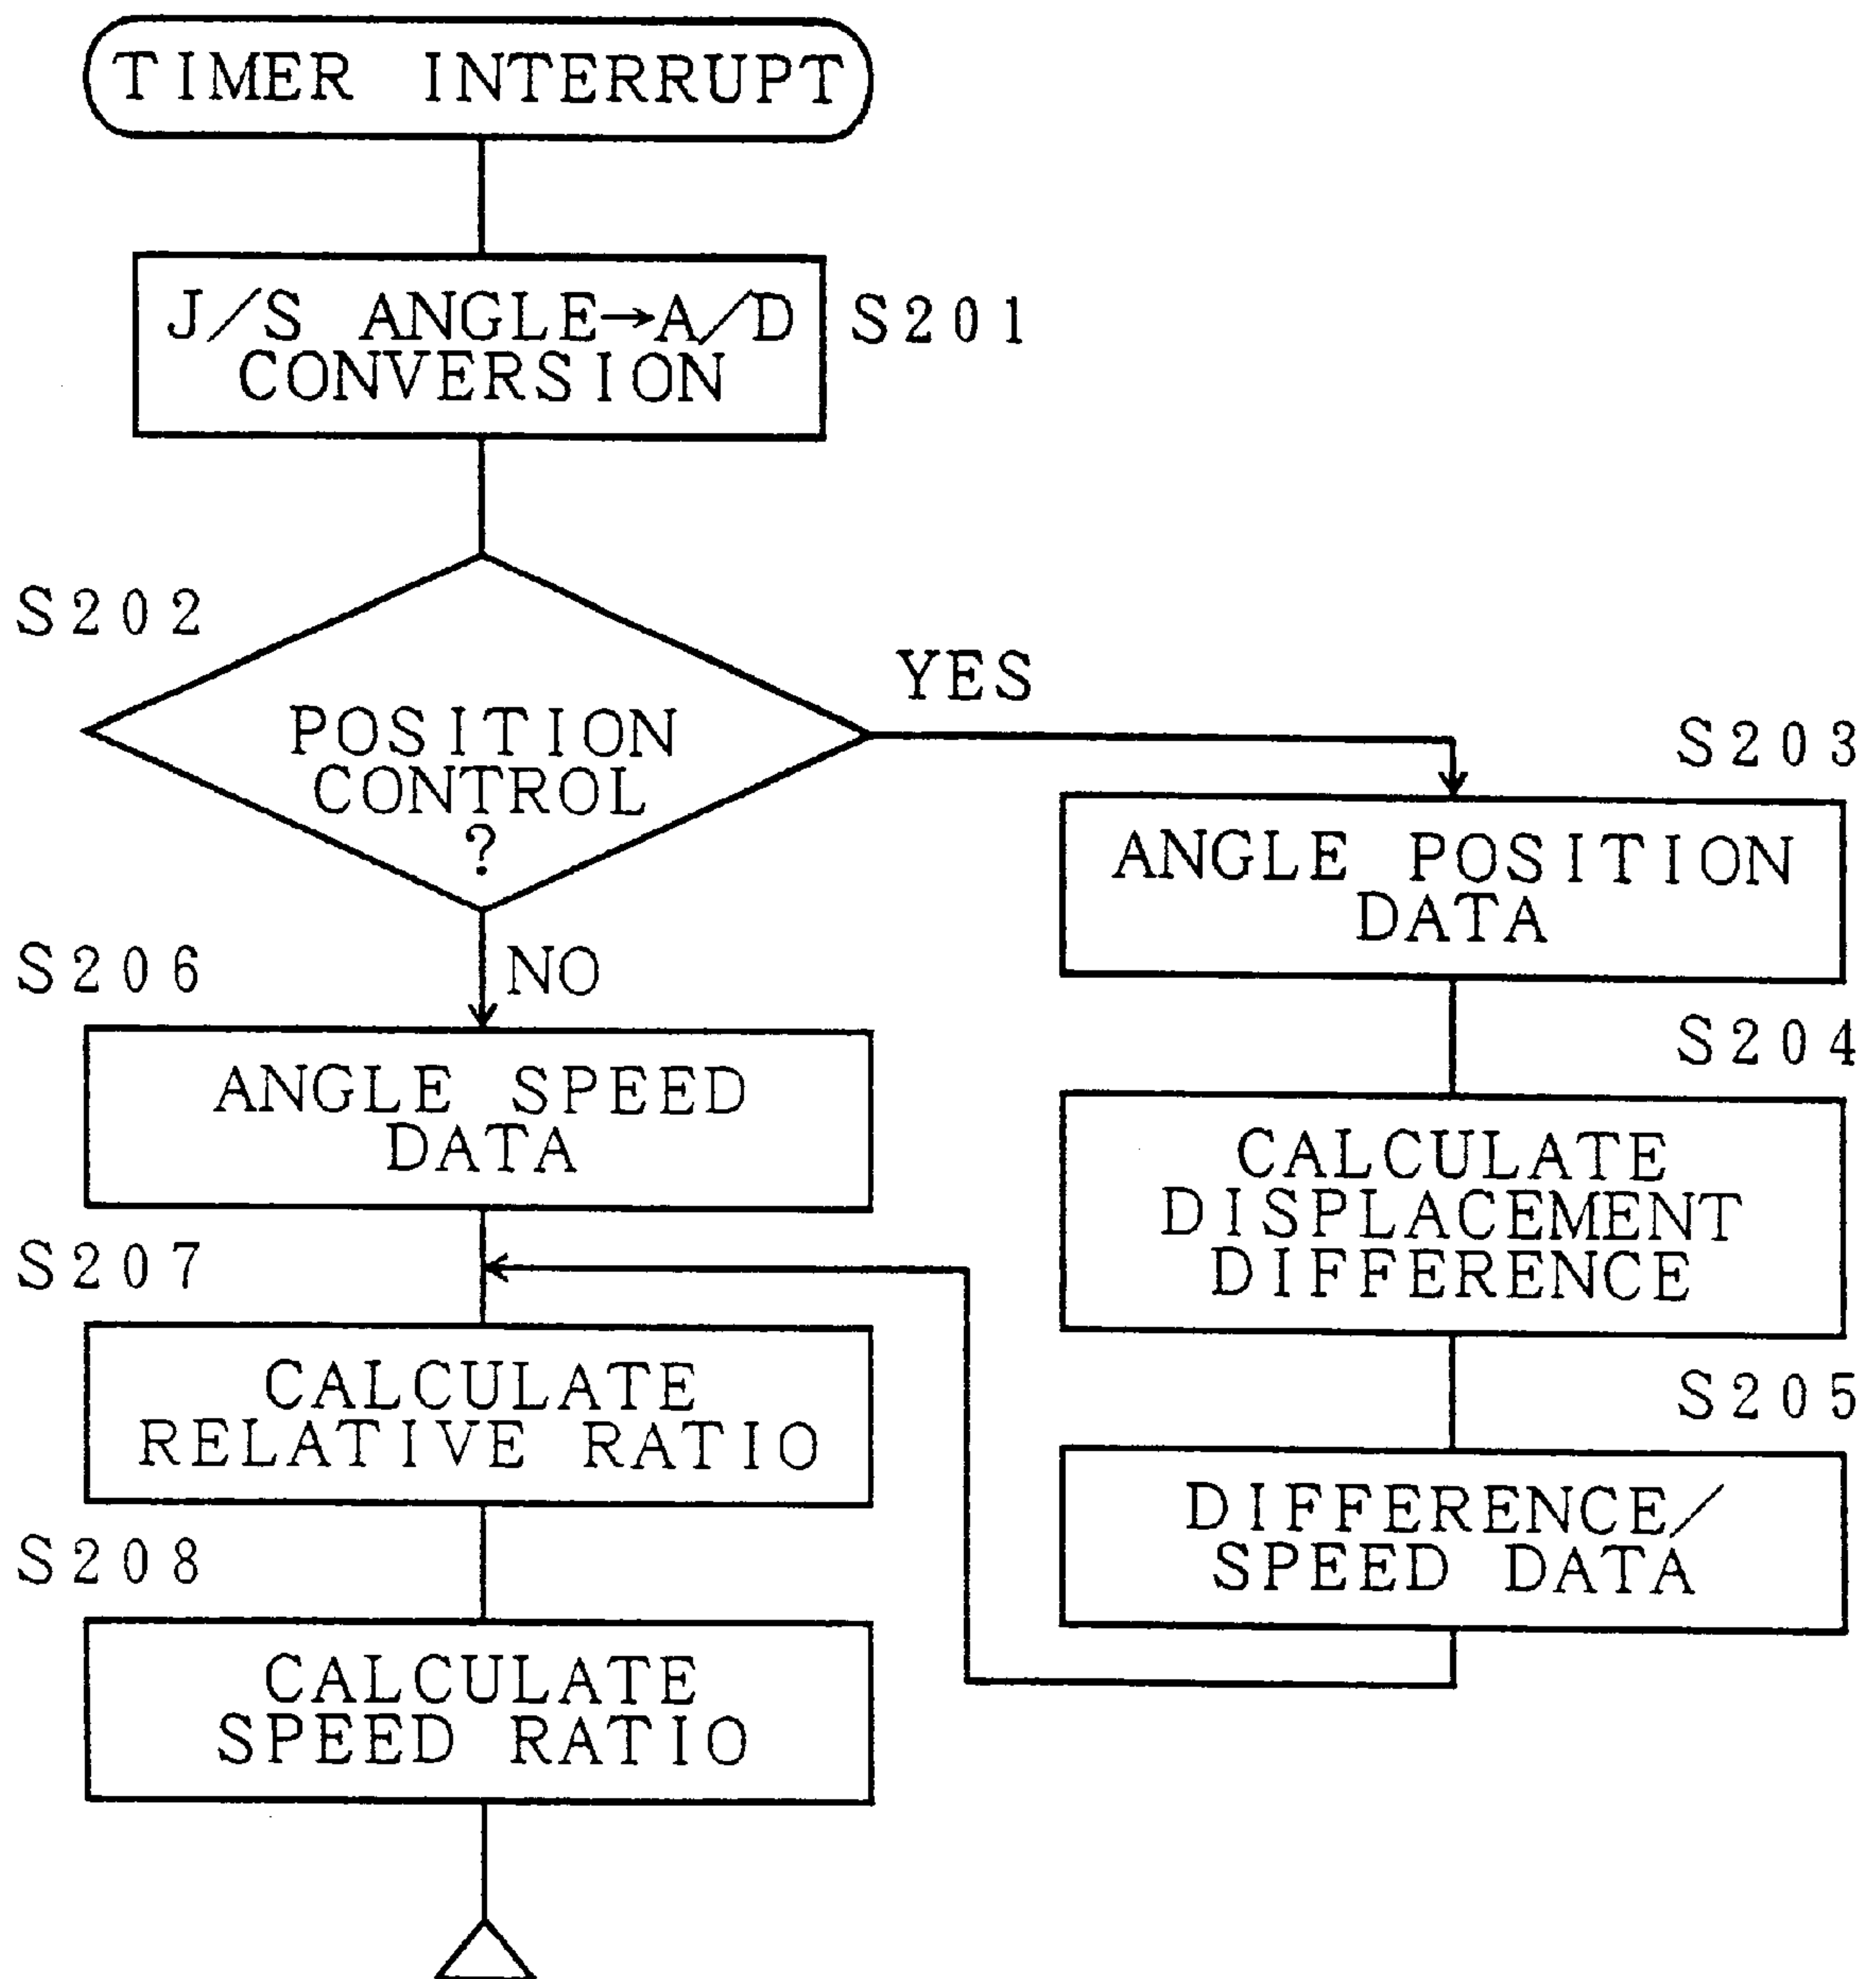 TIMER INTERRUPT
J/S ANGLE→A/D
CONVERSION
S201
S202
POSITION
CONTROL
?
YES
NO
S203
ANGLE POSITION
DATA
S204
CALCULATE
DISPLACEMENT
DIFFERENCE
S205
DIFFERENCE/
SPEED DATA
S206
ANGLE SPEED
DATA
S207
CALCULATE
RELATIVE RATIO
S208
CALCULATE
SPEED RATIO